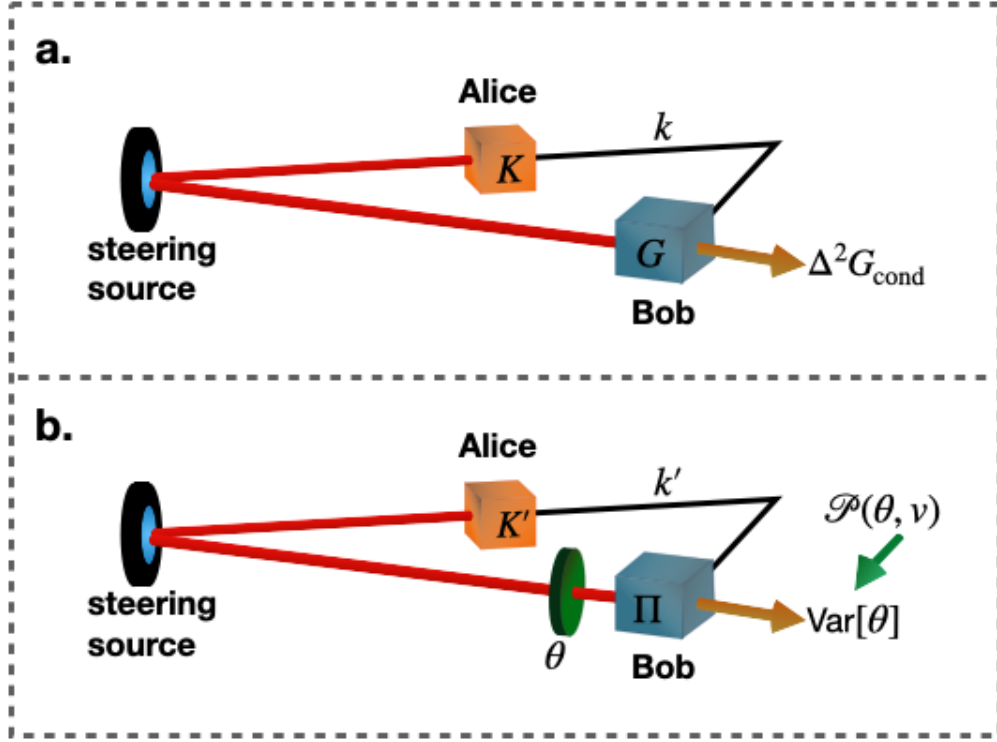 a.
Alice
K
k
steering
source
G
Δ²G_cond
Bob
b.
Alice
K′
k′
𝒫(θ, ν)
steering
source
θ
Π
Var[θ]
Bob